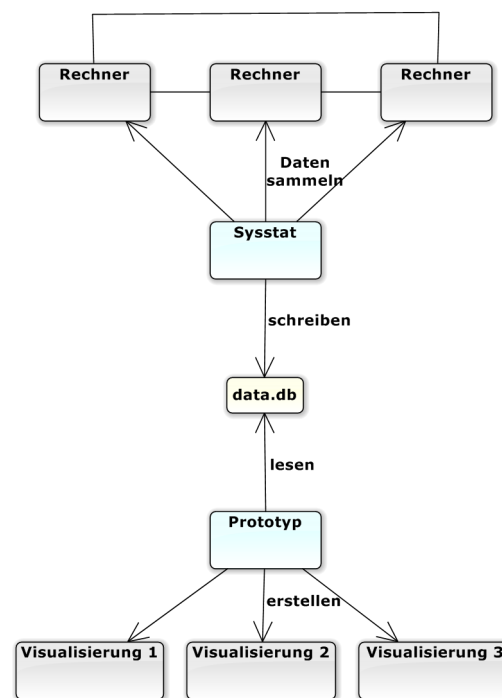 Rechner
Rechner
Rechner
Daten
sammeln
Sysstat
schreiben
data.db
lesen
Prototyp
erstellen
Visualisierung 1
Visualisierung 2
Visualisierung 3